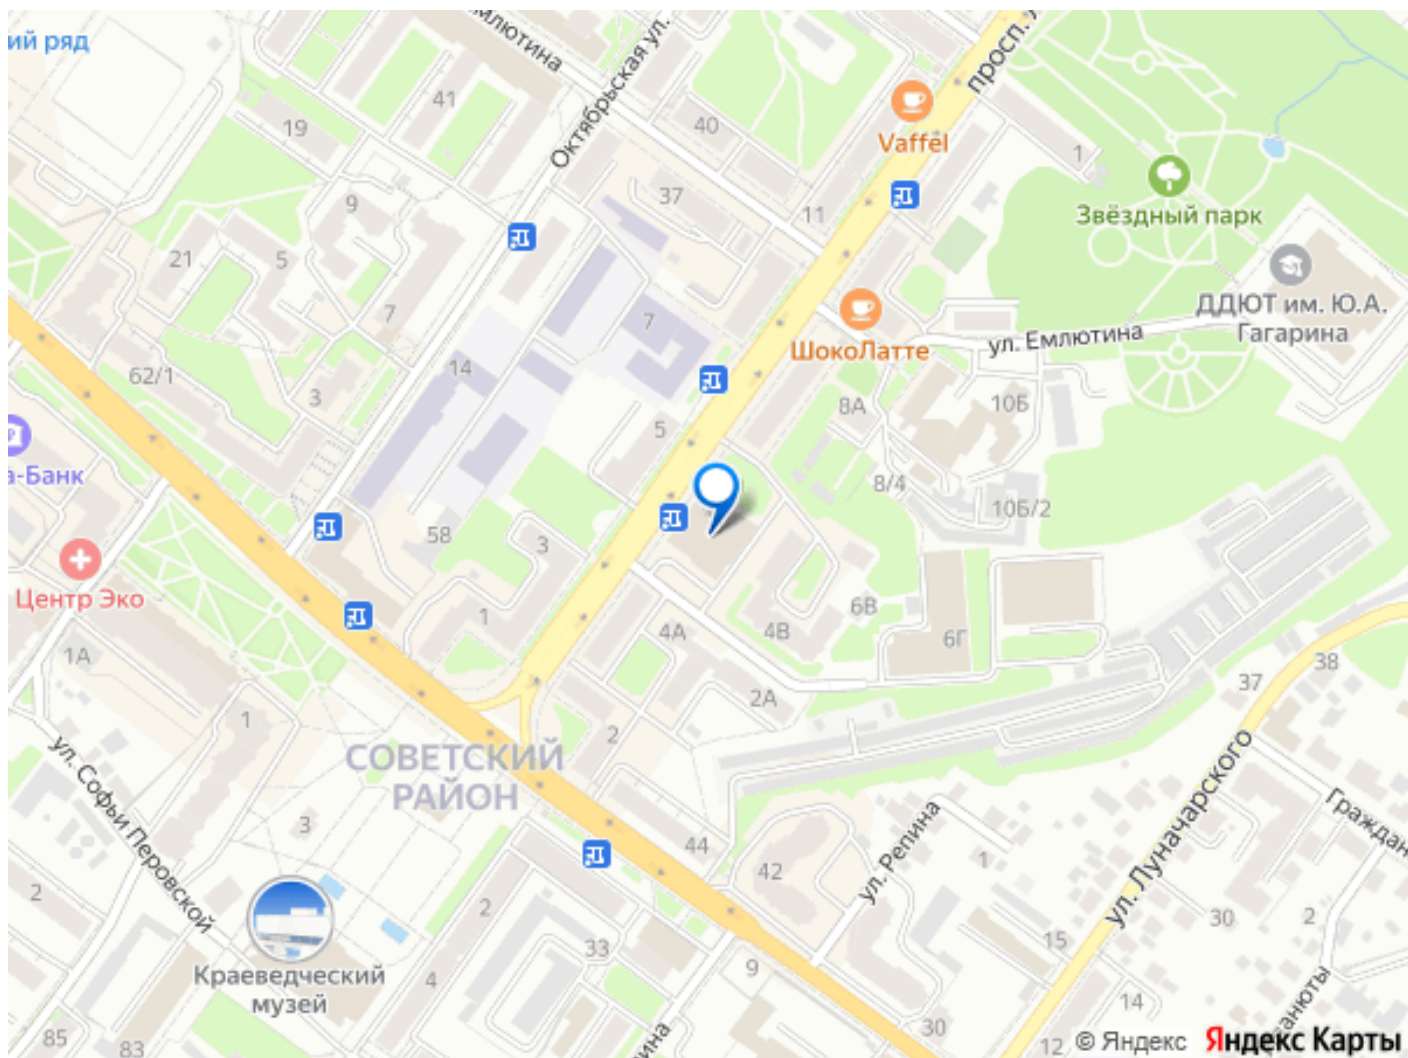 ий ряд
млютина
Октябрьская ул.
просп.
41
19
40
Vaffel
1
37
9
11
Звёздный парк
21
5
7
7
ДДЮТ им. Ю.А.
Гагарина
ШокоЛатте
ул. Емлютина
14
62/1
3
8А
10Б
5
а-Банк
8/4
10Б/2
58
3
Центр Эко
1
4А
4В
6В
6Г
1А
2А
38
37
1
2
СОВЕТСКИЙ
РАЙОН
ул. Софьи Перовской
3
44
42
ул. Репина
1
ул. Луначарского
Граждан
2
2
30
2
33
15
Краеведческий
музей
4
9
14
85
83
ина
30
12
анюты
© Яндекс
Яндекс Карты